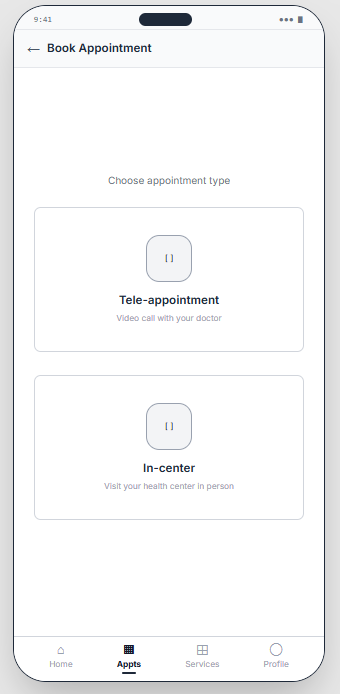 9:41
← Book Appointment
Choose appointment type
[ ]
Tele-appointment
Video call with your doctor
[ ]
In-center
Visit your health center in person
Home
Appts
Services
Profile